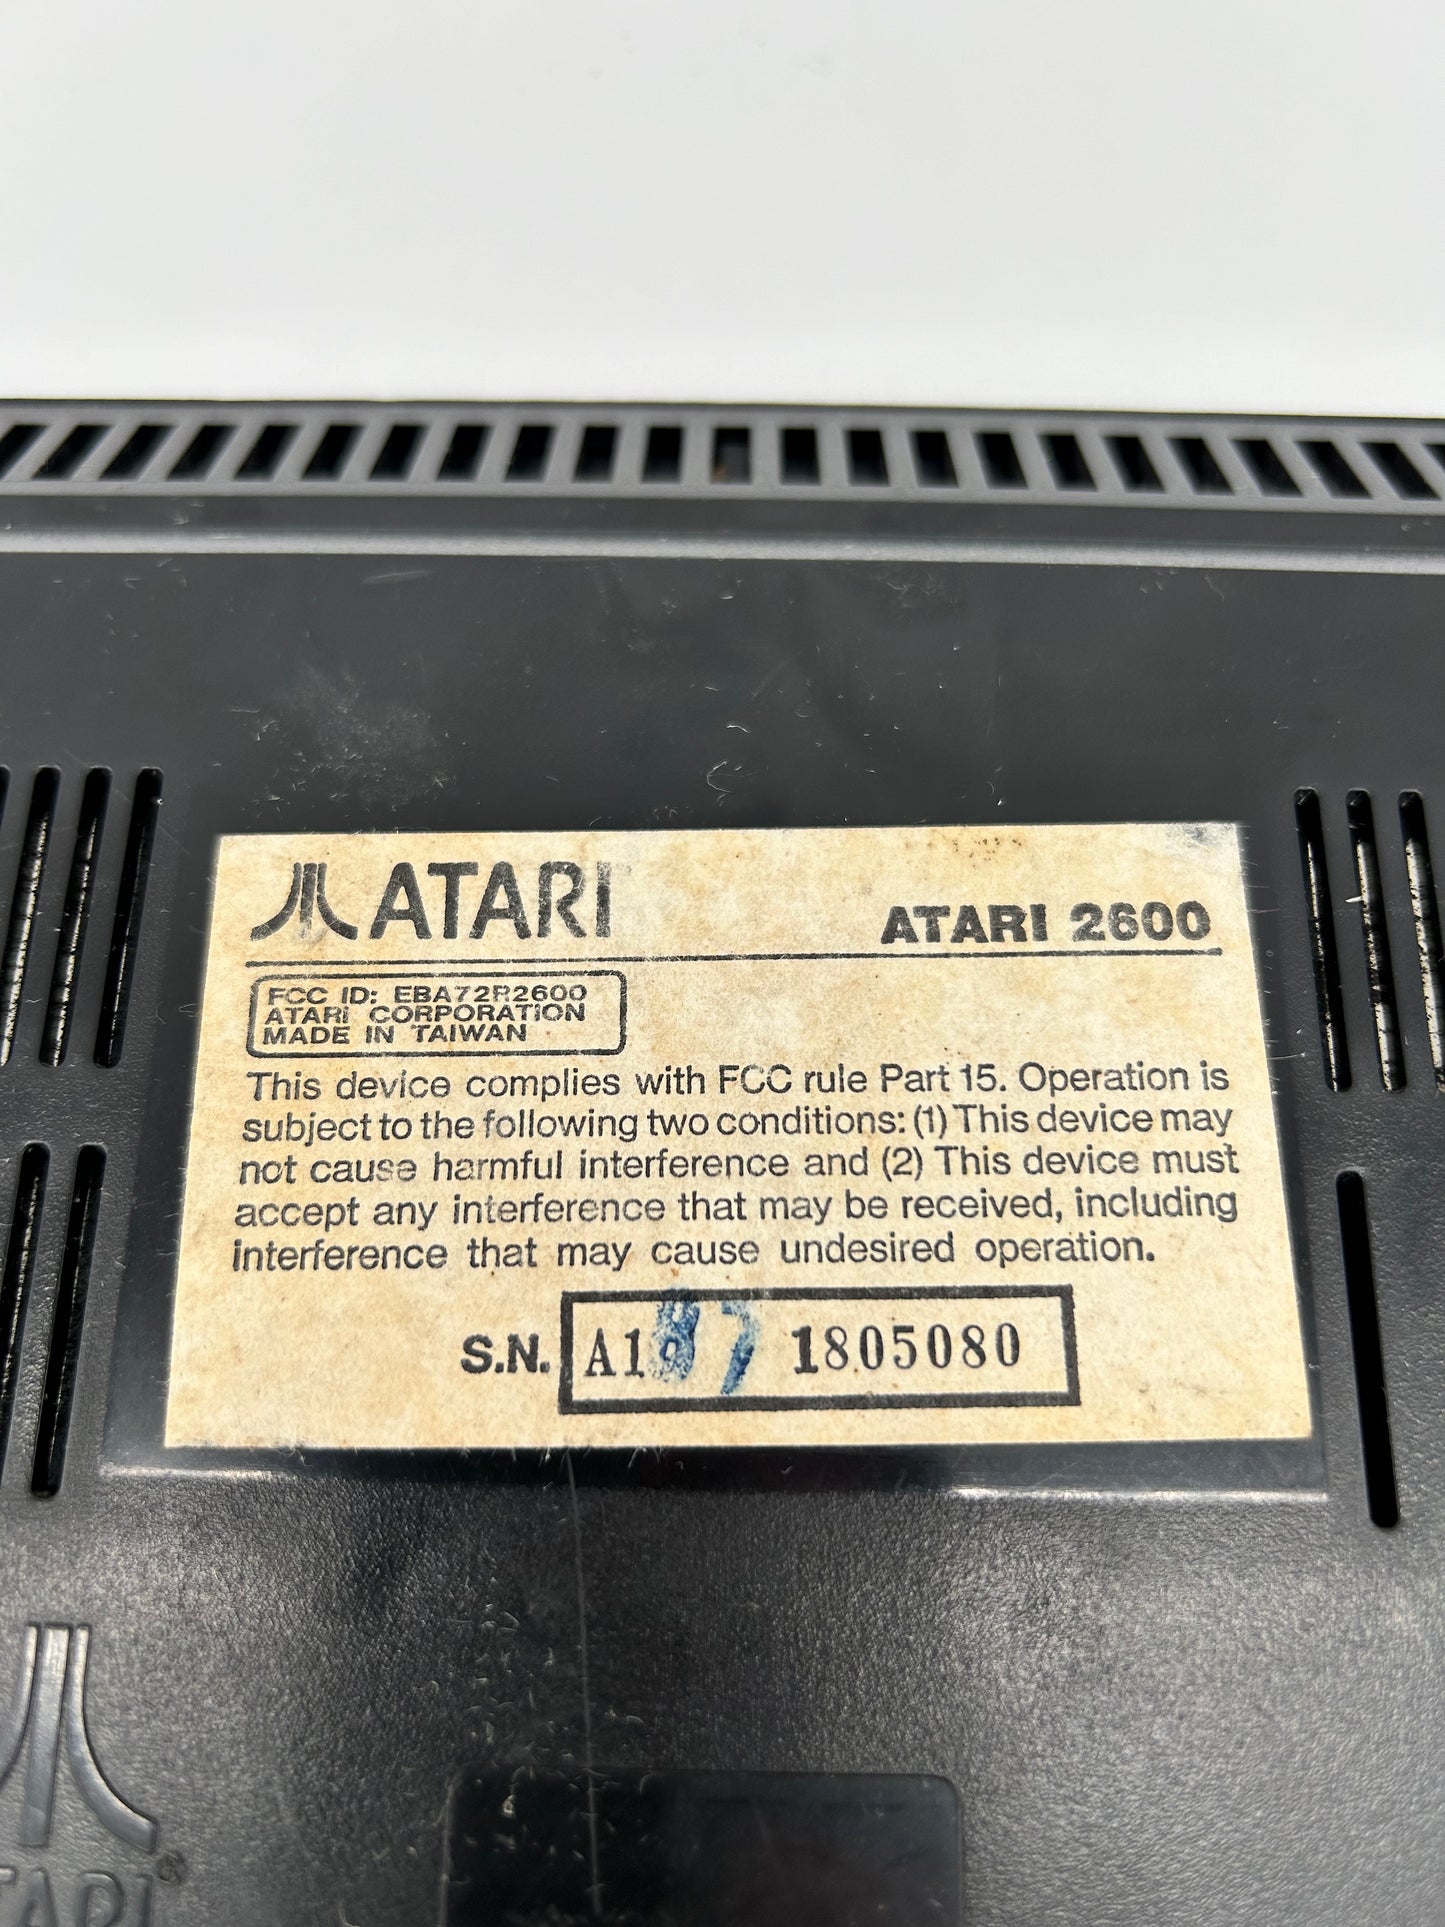 ATARI
ATARI 2600
FCC ID: EBA72R2600
ATARI CORPORATION
MADE IN TAIWAN
This device complies with FCC rule Part 15. Operation is
subject to the following two conditions: (1) This device may
not cause harmful interference and (2) This device must
accept any interference that may be received, including
interference that may cause undesired operation.
S.N. A1 87 1805080
ATARI®